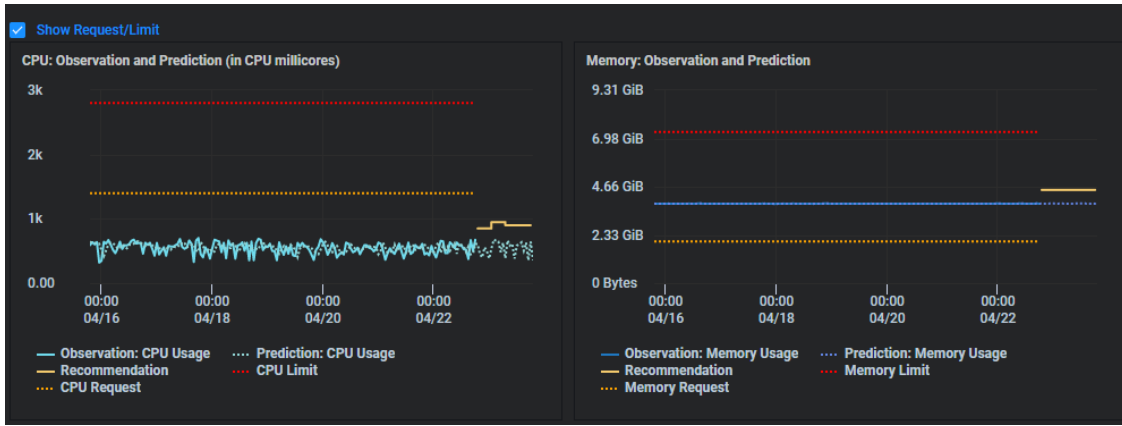 Show Request/Limit
CPU: Observation and Prediction (in CPU millicores)
3k
2k
1k
0.00
00:00 00:00 00:00 00:00
04/16 04/18 04/20 04/22
Observation: CPU Usage Prediction: CPU Usage
Recommendation CPU Limit
CPU Request
Memory: Observation and Prediction
9.31 GiB
6.98 GiB
4.66 GiB
2.33 GiB
0 Bytes
00:00 00:00 00:00 00:00
04/16 04/18 04/20 04/22
Observation: Memory Usage Prediction: Memory Usage
Recommendation Memory Limit
Memory Request